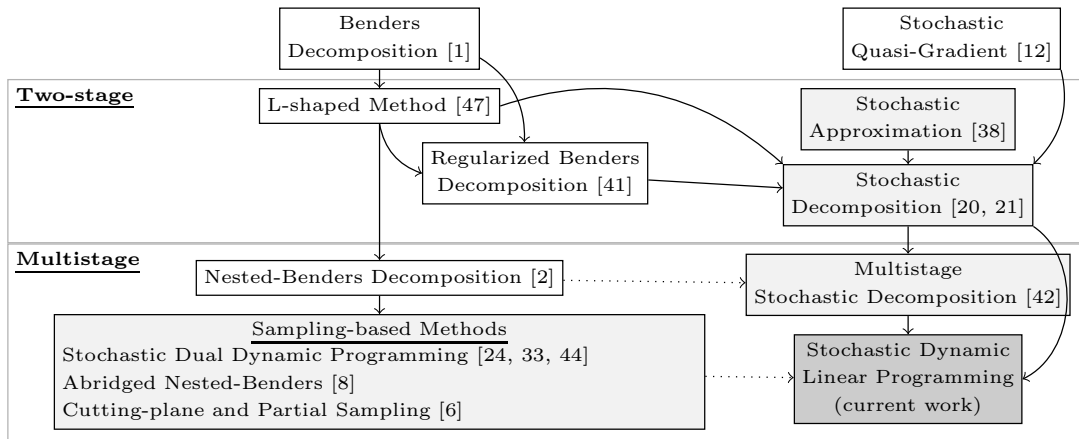 Benders
Decomposition [1]
Stochastic
Quasi-Gradient [12]
Two-stage
L-shaped Method [47]
Stochastic
Approximation [38]
Regularized Benders
Decomposition [41]
Stochastic
Decomposition [20, 21]
Multistage
Nested-Benders Decomposition [2]
Multistage
Stochastic Decomposition [42]
Sampling-based Methods
Stochastic Dual Dynamic Programming [24, 33, 44]
Abridged Nested-Benders [8]
Cutting-plane and Partial Sampling [6]
Stochastic Dynamic
Linear Programming
(current work)